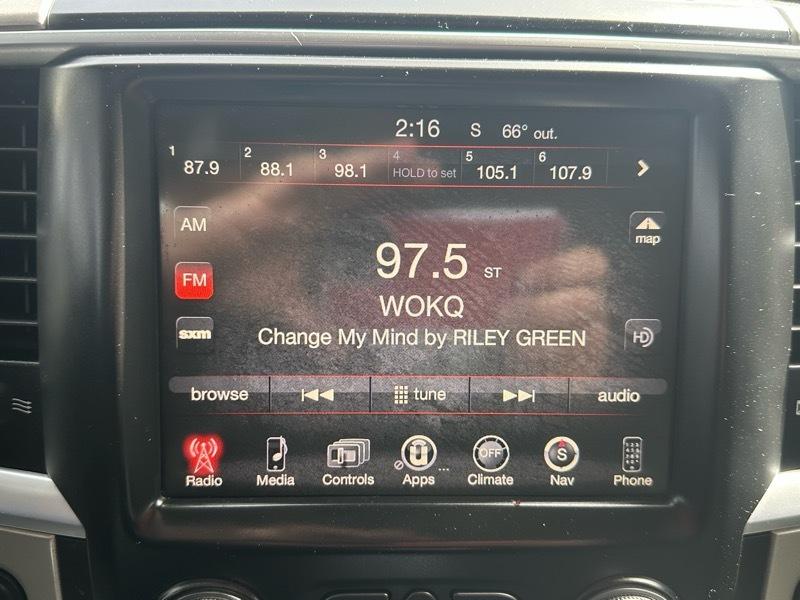 2:16 S 66° out.
1 87.9 2 88.1 3 98.1 4 HOLD to set 5 105.1 6 107.9
AM
map
97.5 ST
FM
WOKQ
sxm
Change My Mind by RILEY GREEN
HD
browse tune audio
OFF S
Radio Media Controls Apps ... Climate Nav Phone